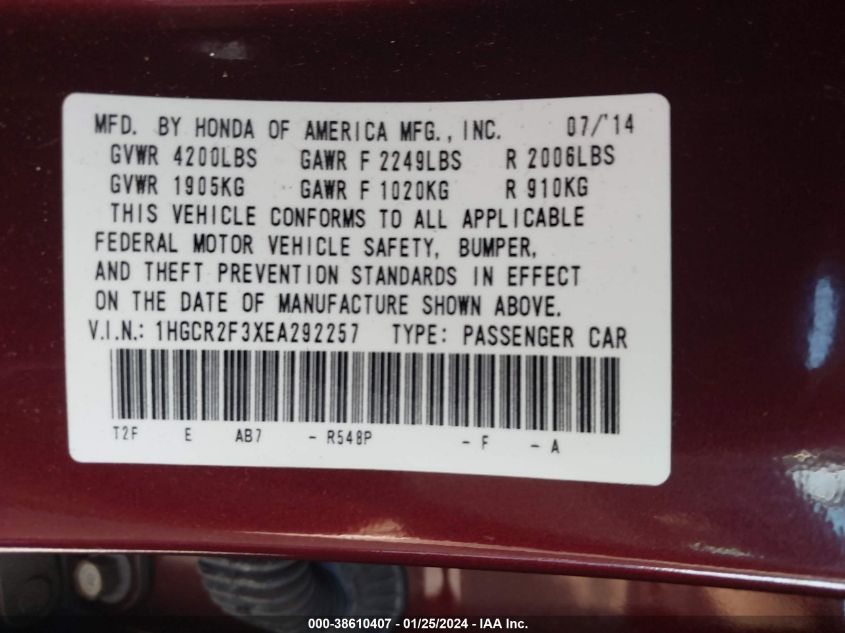 MFD. BY HONDA OF AMERICA MFG., INC. 07/'14
GVWR 4200LBS GAWR F 2249LBS R 2006LBS
GVWR 1905KG GAWR F 1020KG R 910KG
THIS VEHICLE CONFORMS TO ALL APPLICABLE
FEDERAL MOTOR VEHICLE SAFETY, BUMPER,
AND THEFT PREVENTION STANDARDS IN EFFECT
ON THE DATE OF MANUFACTURE SHOWN ABOVE.
V.I.N.: 1HGCR2F3XEA292257 TYPE: PASSENGER CAR
T2F E AB7 - R548P - F - A
000-38610407 - 01/25/2024 - IAA Inc.